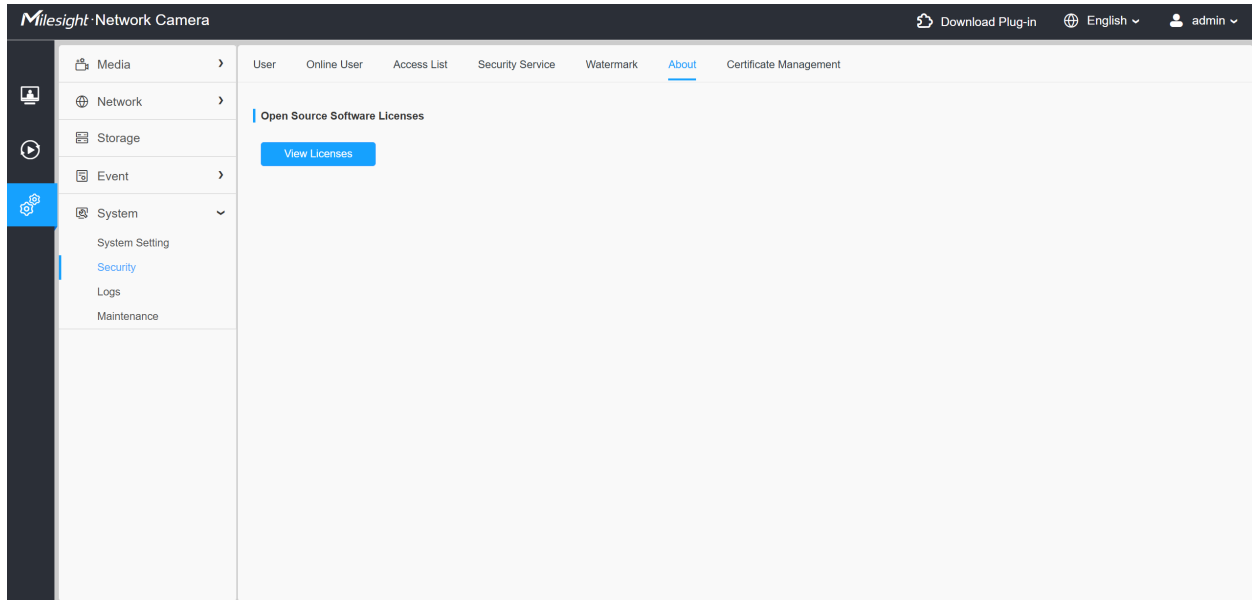 Milesight·Network Camera
Download Plug-in
English
admin
Media
Network
Storage
Event
System
System Setting
Security
Logs
Maintenance
User Online User Access List Security Service Watermark About Certificate Management
Open Source Software Licenses
View Licenses